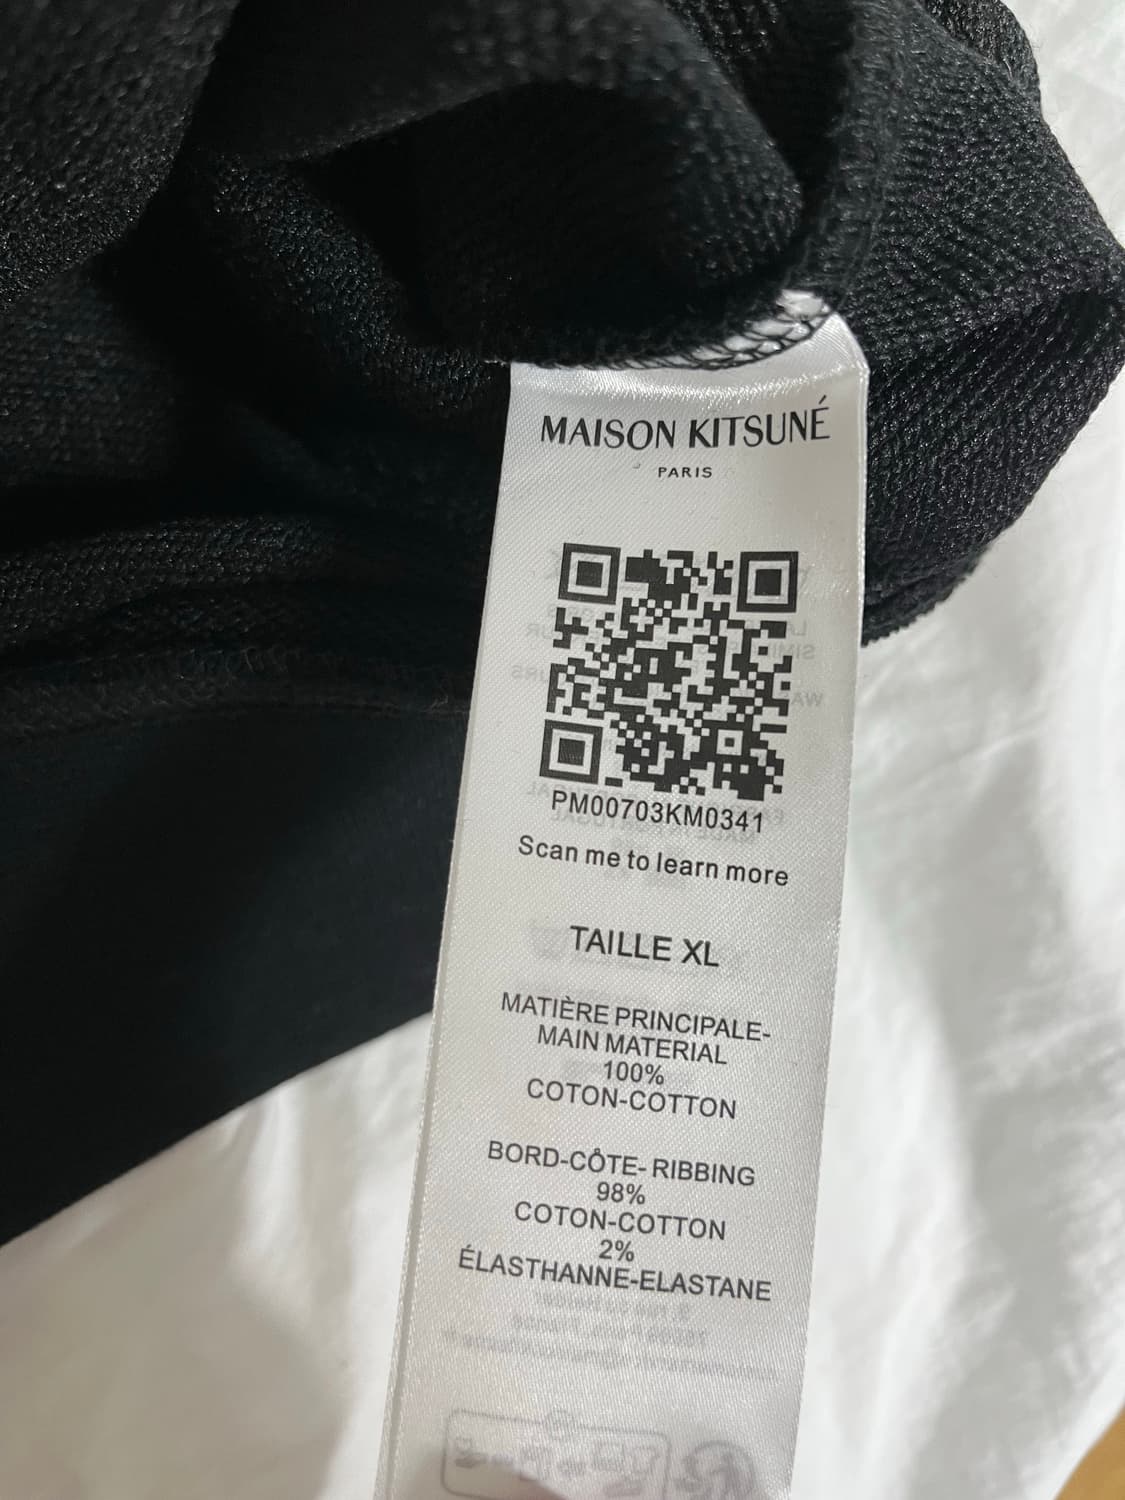 MAISON KITSUNÉ
PARIS
PM00703KM0341
Scan me to learn more
TAILLE XL
MATIÈRE PRINCIPALE-
MAIN MATERIAL
100%
COTON-COTTON
BORD-CÔTE- RIBBING
98%
COTON-COTTON
2%
ÉLASTHANNE-ELASTANE